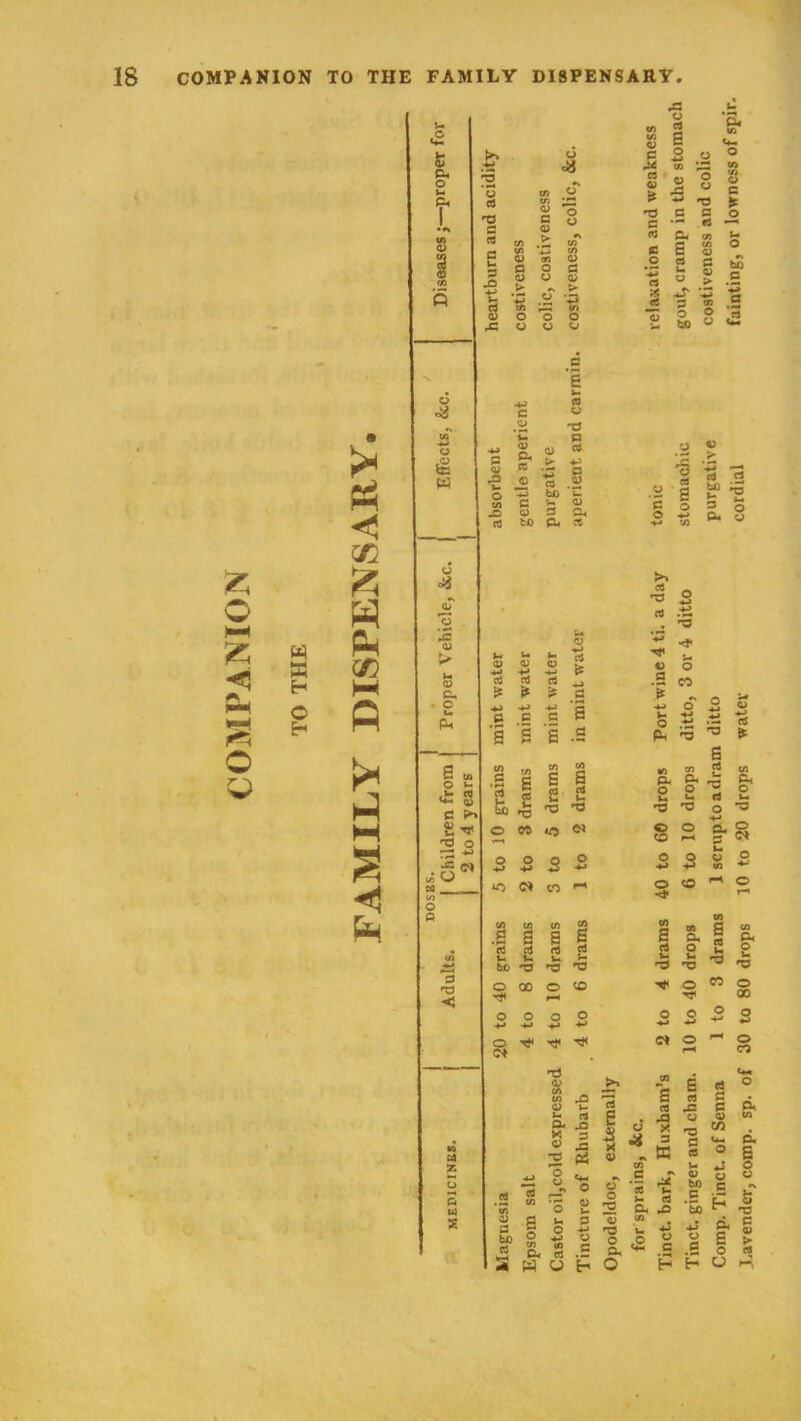 18 COMPANION TO THE FAMILY DISPENSARY.
COMPANION
TO THE
FAMILY DISPENSARY.
MEDICINES. | DOSES. Adults. | Children from 2 to 4 years | Proper Vehicle, &c. | Effects, &c. | Diseases;—proper for
Magnesia 20 to 40 grains 5 to 10 grains mint water absorbent heartburn and acidity
Epsom salt 4 to 8 drams 2 to 3 drams mint water gentle aperient costiveness
Castor oil,cold expressed 4 to 10 drams 3 to 5 drams mint water purgative colic, costiveness
Tincture of Rhubarb 4 to 6 drams 1 to 2 drams in mint water aperient and carmin. costiveness, colic, &c.
Opodeldoc, externally
for sprains, &c.
Tinct. bark, Huxham's 2 to 4 drams 40 to 60 drops Port wine 4 ti. a day tonic relaxation and weakness
Tinct. ginger and cham. 10 to 40 drops 6 to 10 drops ditto, 3 or 4 ditto stomachic gout, cramp in the stomach
Comp. Tinct. of Senna 1 to 3 drams 1 scrup to a dram ditto purgative costiveness and colic
Lavender, comp. sp. of 30 to 80 drops 10 to 20 drops water cordial fainting, or lowness of spir.